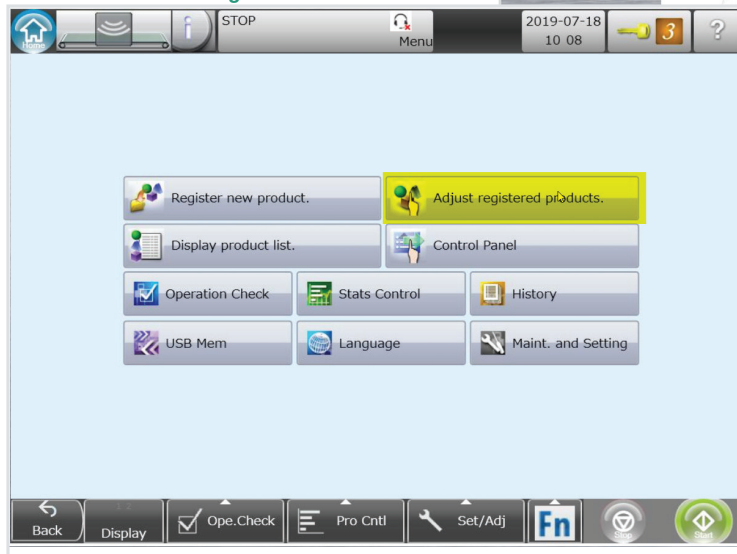 STOP
Menu
2019-07-18
10 08
3
?
Home
i
Register new product.
Adjust registered products.
Display product list.
Control Panel
Operation Check
Stats Control
History
USB Mem
Language
Maint. and Setting
Back
Display
Ope.Check
Pro Cntl
Set/Adj
Fn
Stop
Start